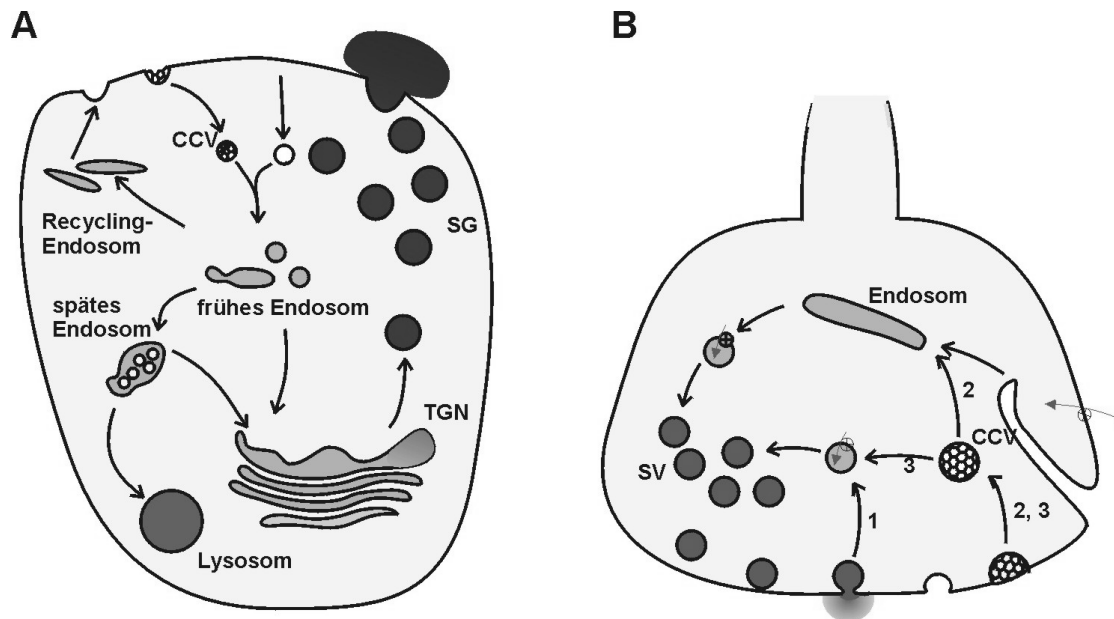 A
CCV
SG
Recycling-
Endosom
spätes
Endosom
frühes Endosom
TGN
Lysosom
B
Endosom
2
CCV
SV
3
1
2, 3